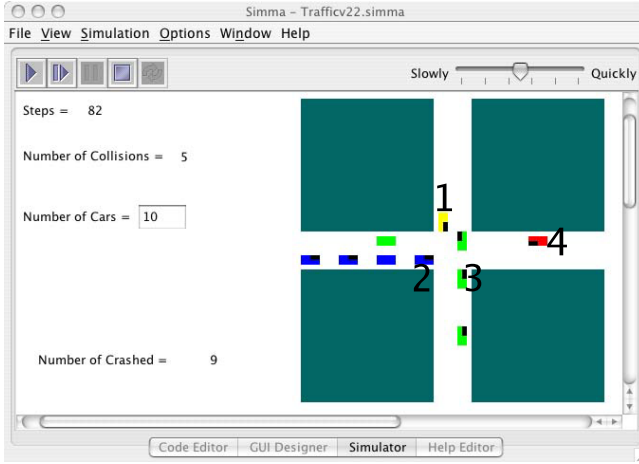 Simma – Trafficv22.simma
File View Simulation Options Window Help
Slowly Quickly
Steps = 82
Number of Collisions = 5
Number of Cars = 10
1
2 3 4
Number of Crashed = 9
Code Editor GUI Designer Simulator Help Editor